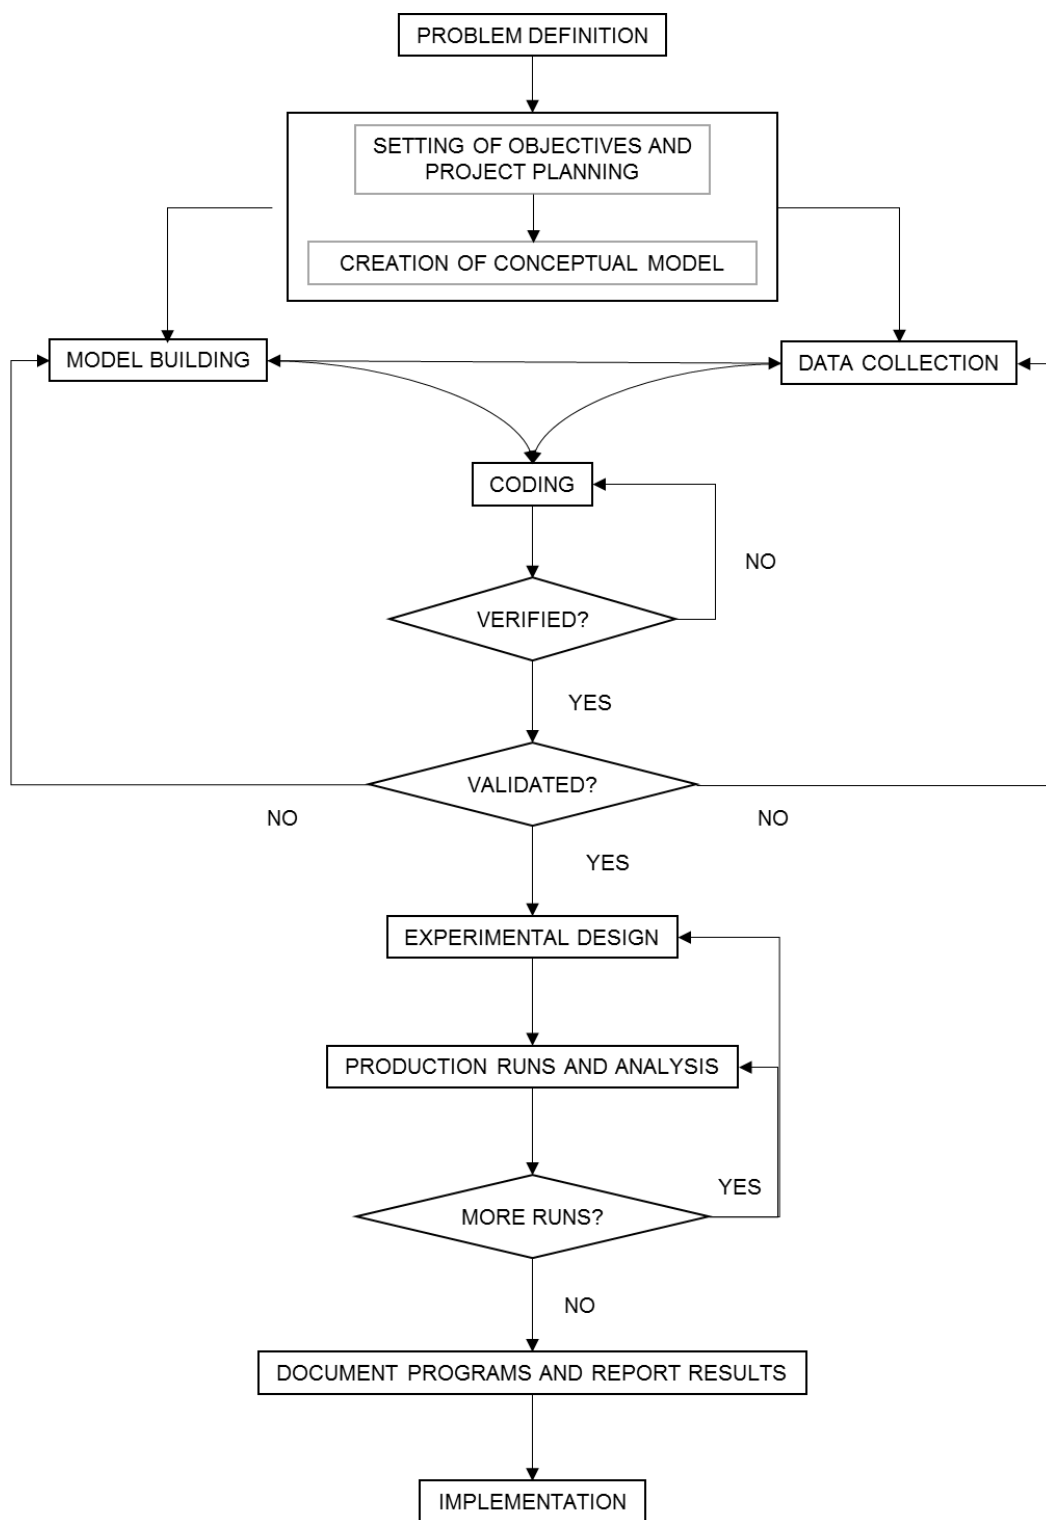 PROBLEM DEFINITION
SETTING OF OBJECTIVES AND
PROJECT PLANNING
CREATION OF CONCEPTUAL MODEL
MODEL BUILDING
DATA COLLECTION
CODING
NO
VERIFIED?
YES
VALIDATED?
NO
NO
YES
EXPERIMENTAL DESIGN
PRODUCTION RUNS AND ANALYSIS
YES
MORE RUNS?
NO
DOCUMENT PROGRAMS AND REPORT RESULTS
IMPLEMENTATION